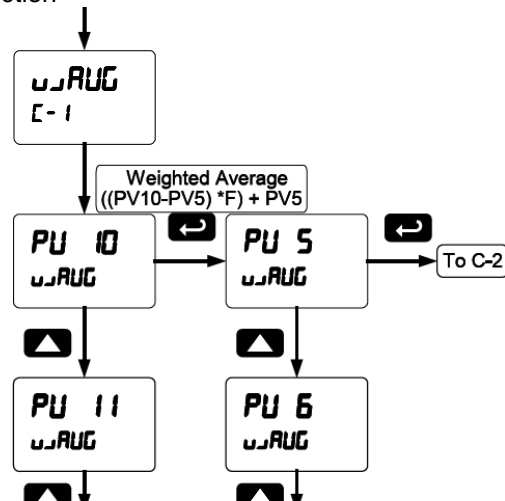 ction
wAVG
C-1
Weighted Average
((PV10-PV5) *F) + PV5
PV 10
wAVG
PV 5
wAVG
To C-2
PV 11
wAVG
PV 6
wAVG